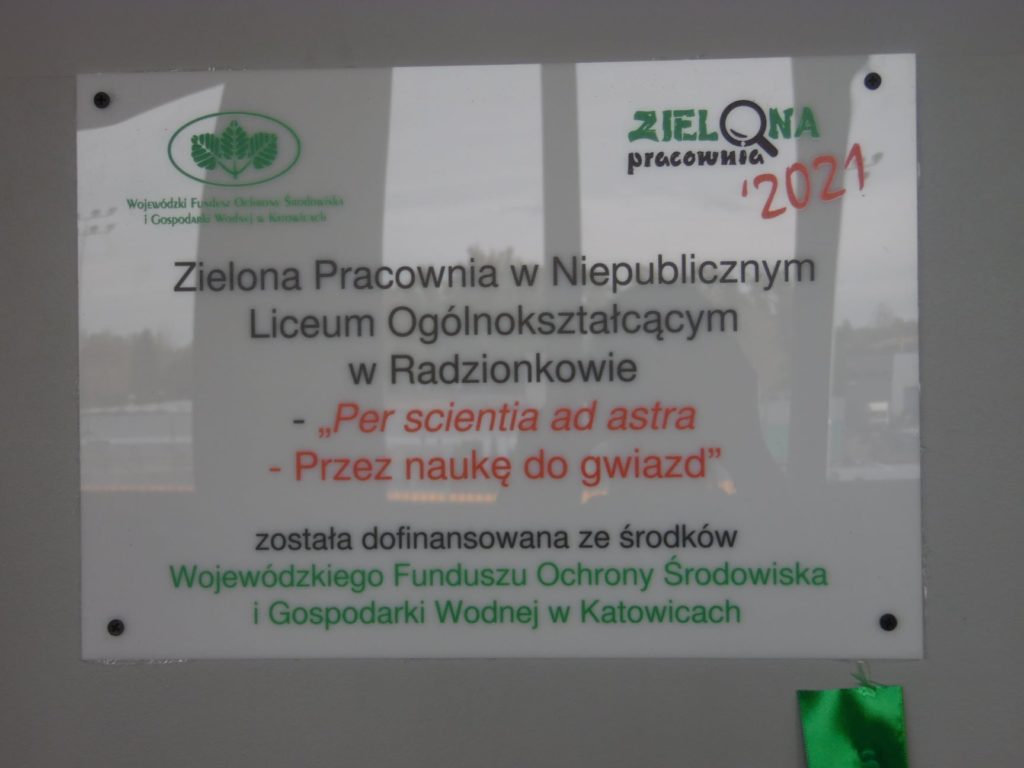 Wojewódzki Fundusz Ochrony Środowiska
i Gospodarki Wodnej w Katowicach
ZIELONA
pracownia
'2021
Zielona Pracownia w Niepublicznym
Liceum Ogólnokształcącym
w Radzionkowie
- „Per scientia ad astra
- Przez naukę do gwiazd”
została dofinansowana ze środków
Wojewódzkiego Funduszu Ochrony Środowiska
i Gospodarki Wodnej w Katowicach